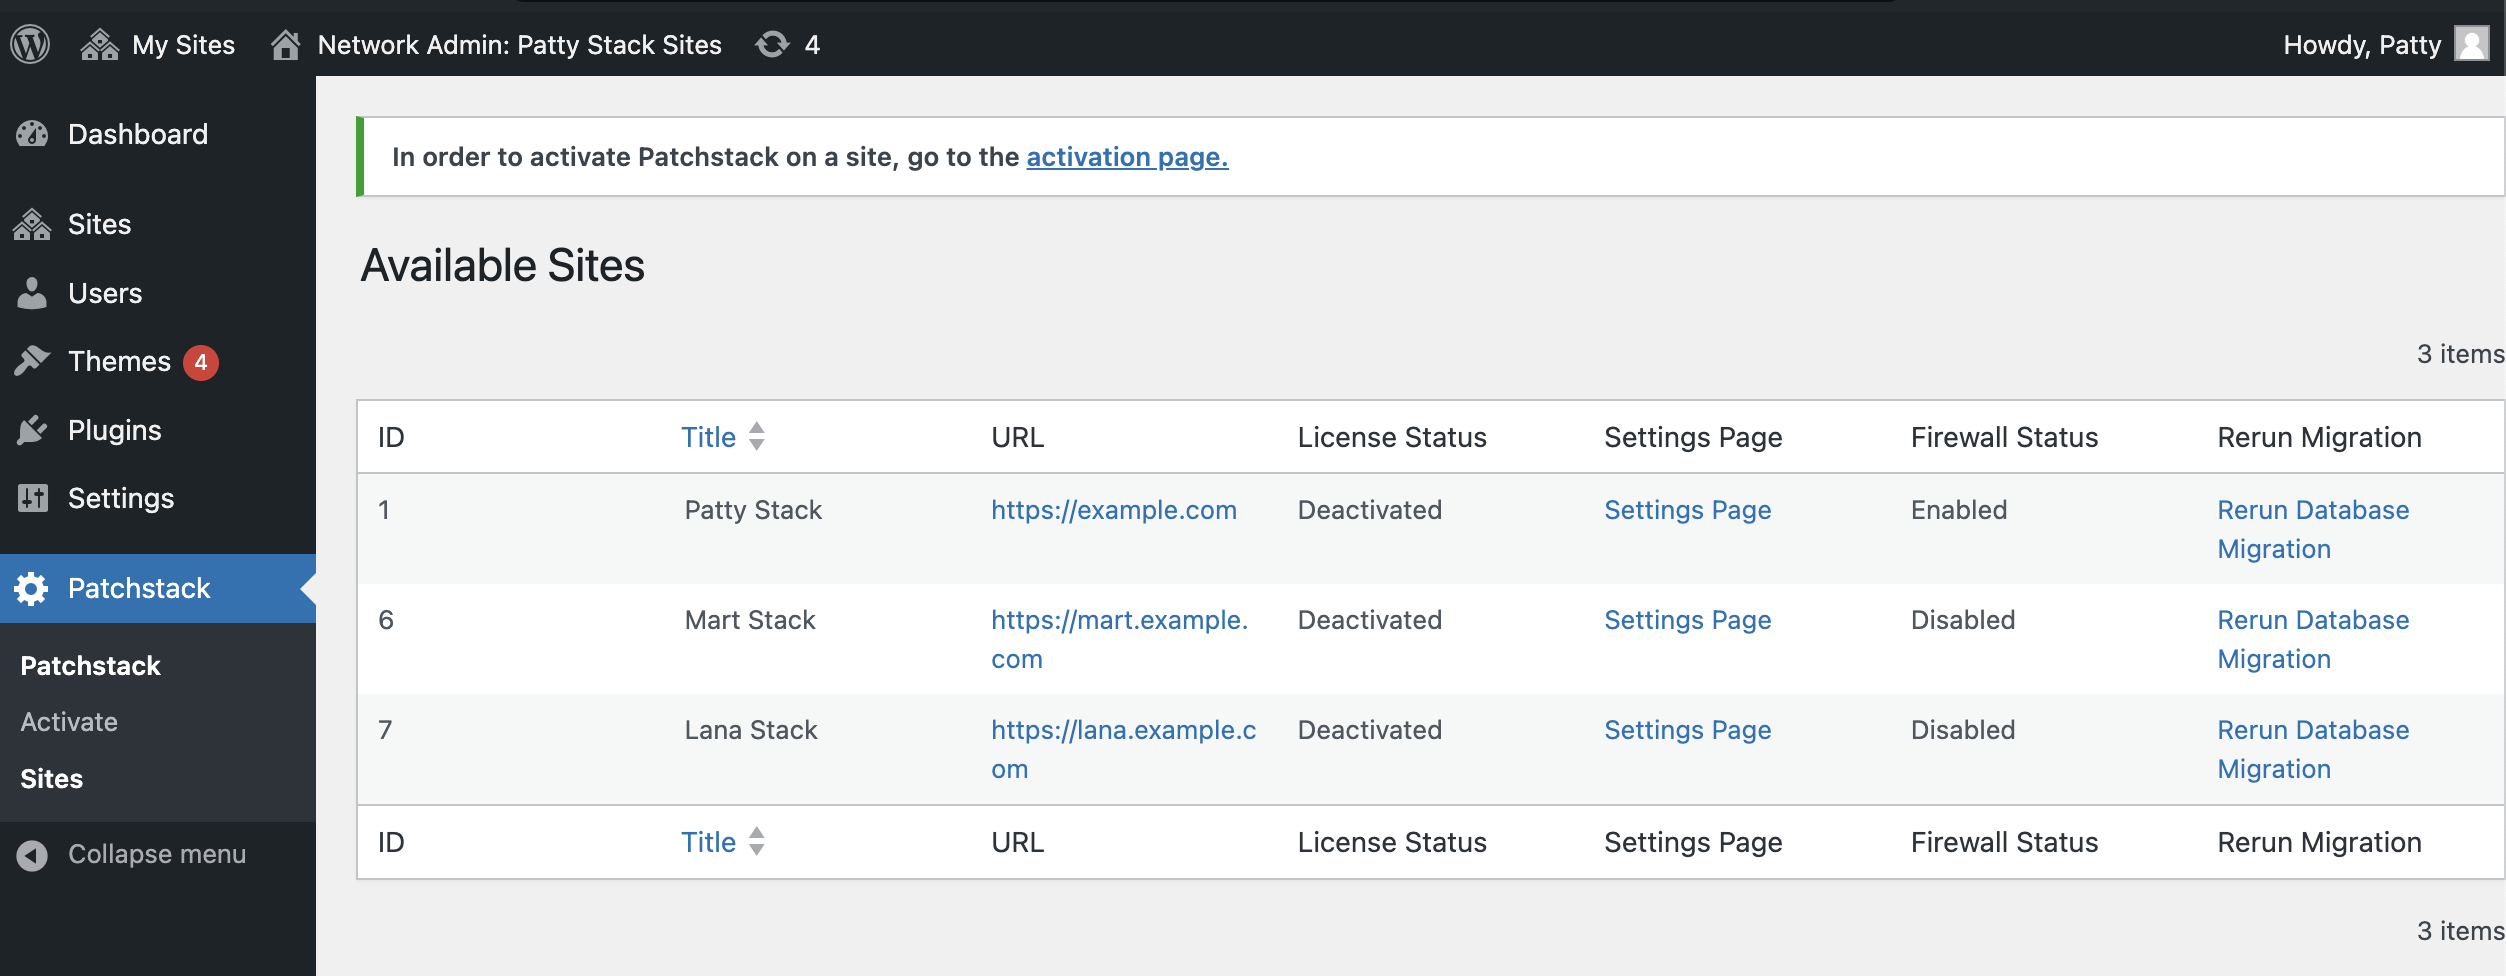 My Sites Network Admin: Patty Stack Sites 4 Howdy, Patty
Dashboard
Sites
Users
Themes 4
Plugins
Settings
Patchstack
Patchstack
Activate
Sites
Collapse menu
In order to activate Patchstack on a site, go to the activation page.
Available Sites
3 items
ID Title URL License Status Settings Page Firewall Status Rerun Migration
1 Patty Stack https://example.com Deactivated Settings Page Enabled Rerun Database
Migration
6 Mart Stack https://mart.example. Deactivated Settings Page Disabled Rerun Database
com Migration
7 Lana Stack https://lana.example.c Deactivated Settings Page Disabled Rerun Database
om Migration
ID Title URL License Status Settings Page Firewall Status Rerun Migration
3 items